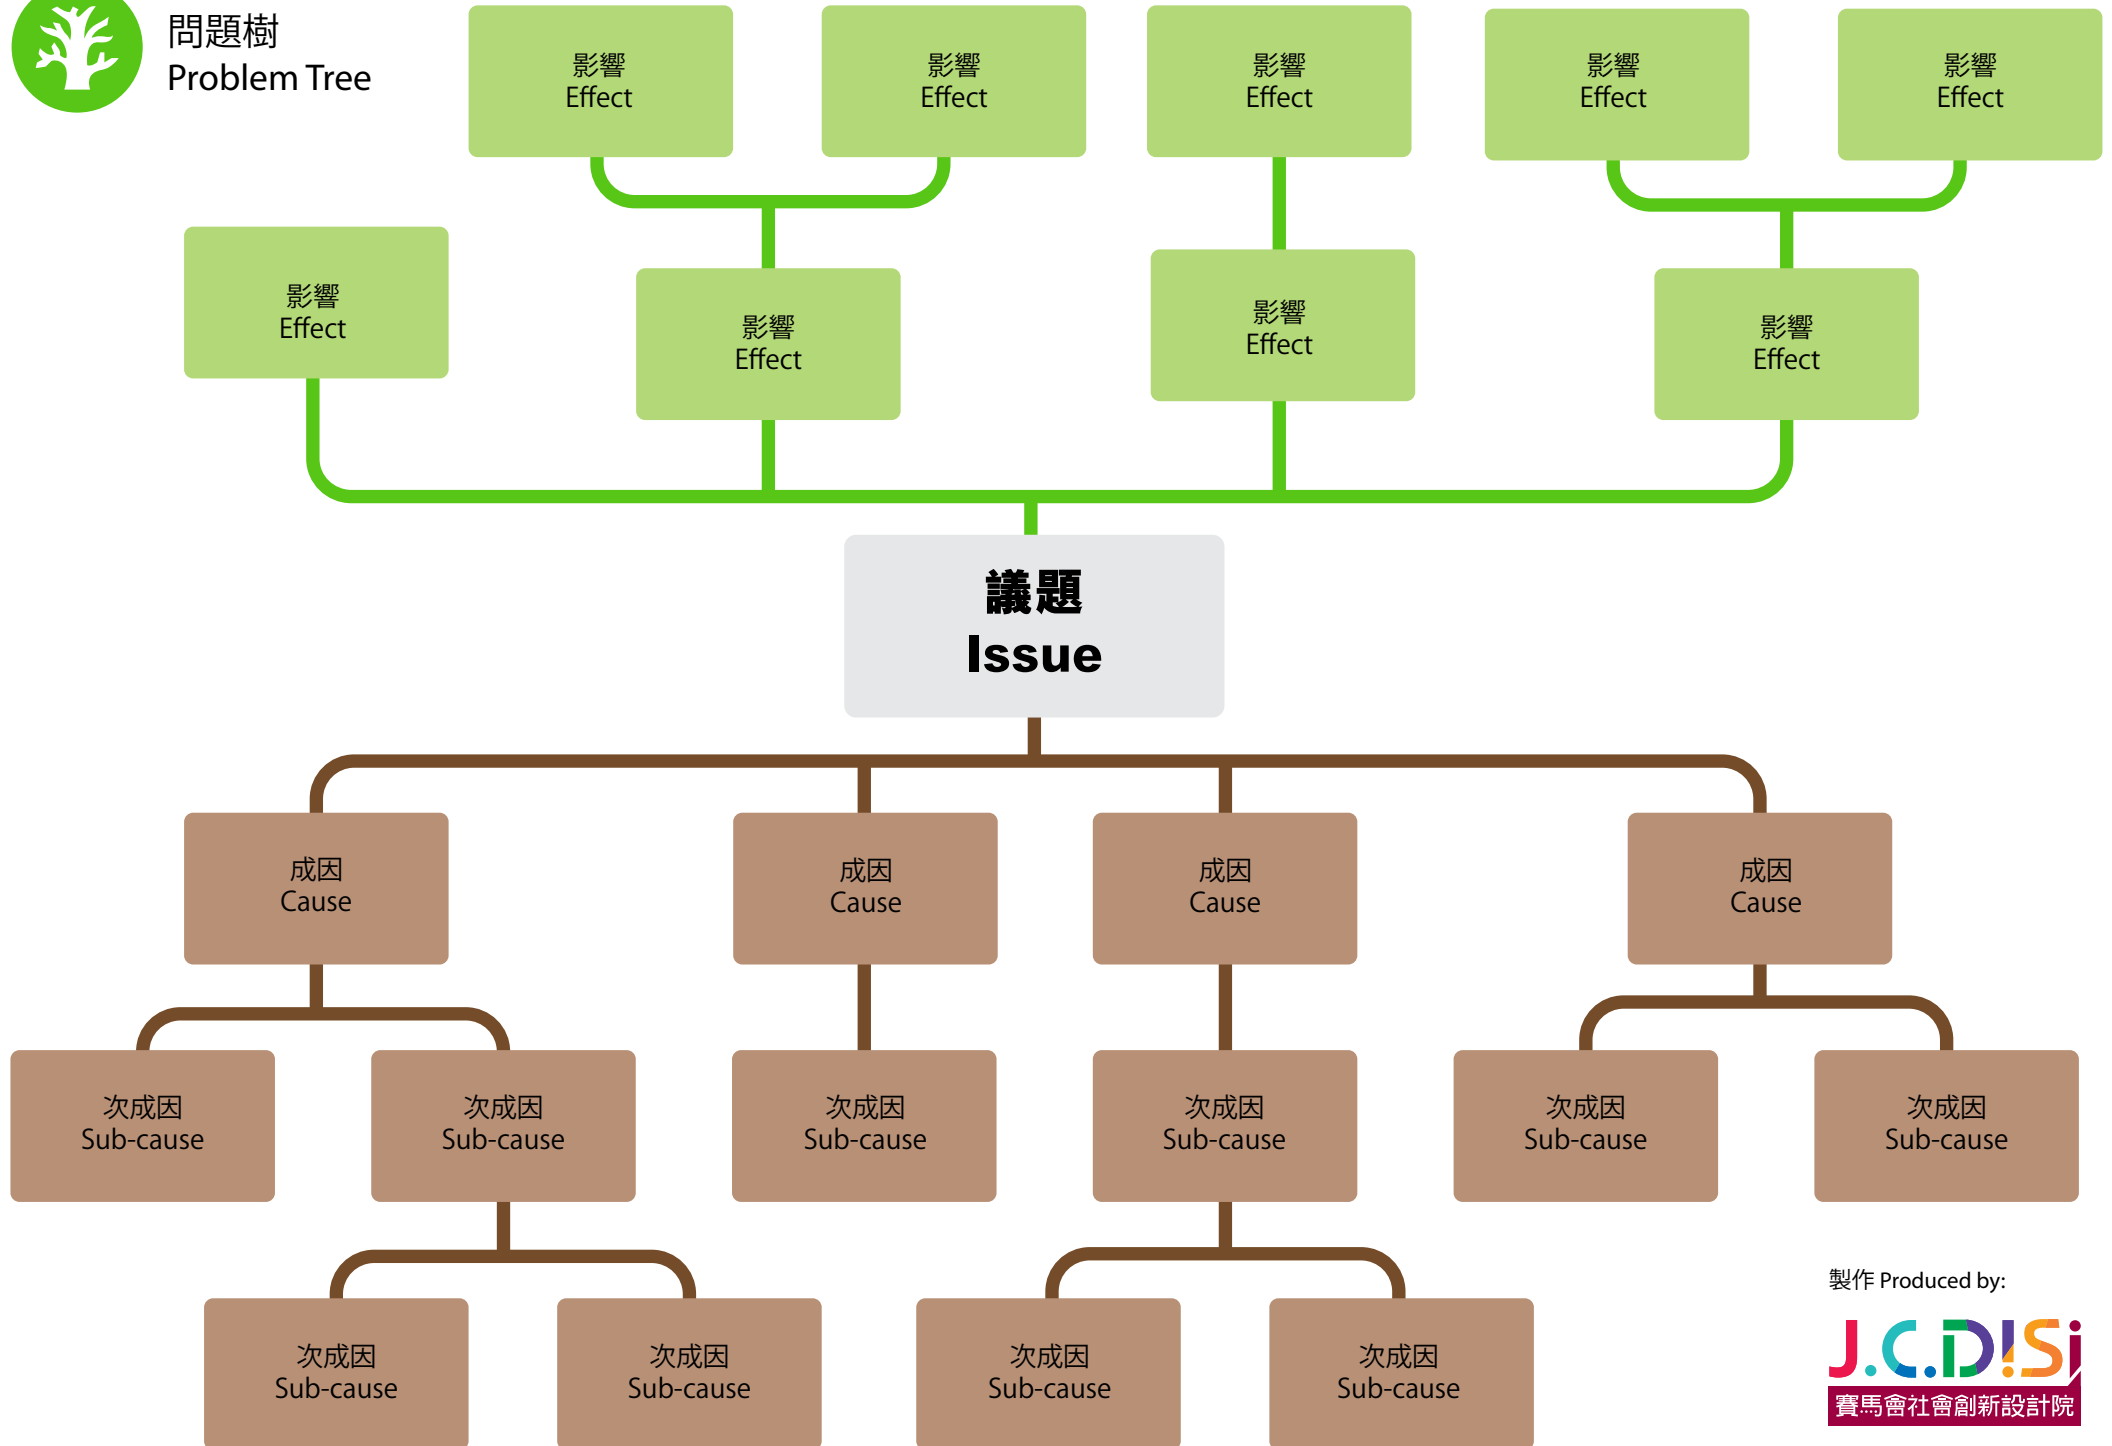 問題樹
Problem Tree
影響
Effect
影響
Effect
影響
Effect
影響
Effect
影響
Effect
影響
Effect
影響
Effect
影響
Effect
影響
Effect
議題
Issue
成因
Cause
成因
Cause
成因
Cause
成因
Cause
次成因
Sub-cause
次成因
Sub-cause
次成因
Sub-cause
次成因
Sub-cause
次成因
Sub-cause
次成因
Sub-cause
次成因
Sub-cause
次成因
Sub-cause
次成因
Sub-cause
次成因
Sub-cause
製作 Produced by:
J.C.D!Si
賽馬會社會創新設計院